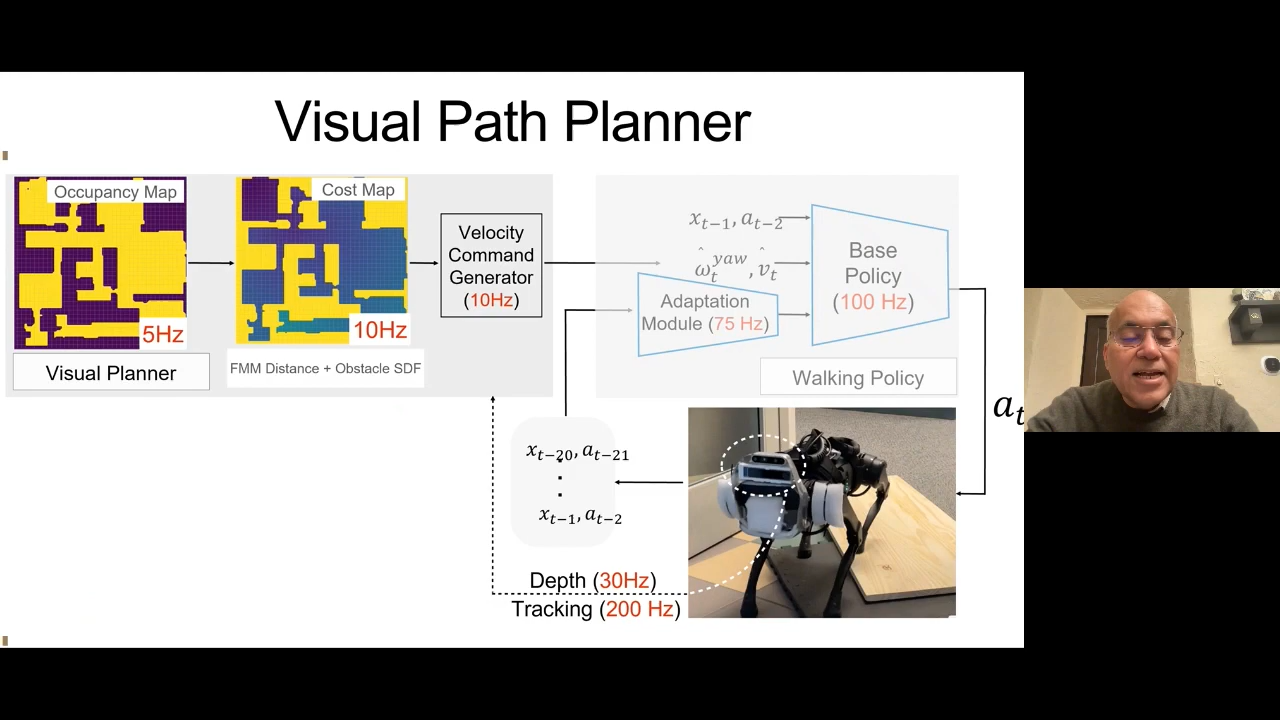 Visual Path Planner
Occupancy Map
5Hz
Visual Planner
Cost Map
10Hz
FMM Distance + Obstacle SDF
Velocity
Command
Generator
(10Hz)
x_{t-1}, a_{t-2}
\hat{ω}_t^{yaw}, \hat{v}_t
Adaptation
Module (75 Hz)
Base
Policy
(100 Hz)
Walking Policy
a_t
x_{t-20}, a_{t-21}
x_{t-1}, a_{t-2}
Depth (30Hz)
Tracking (200 Hz)